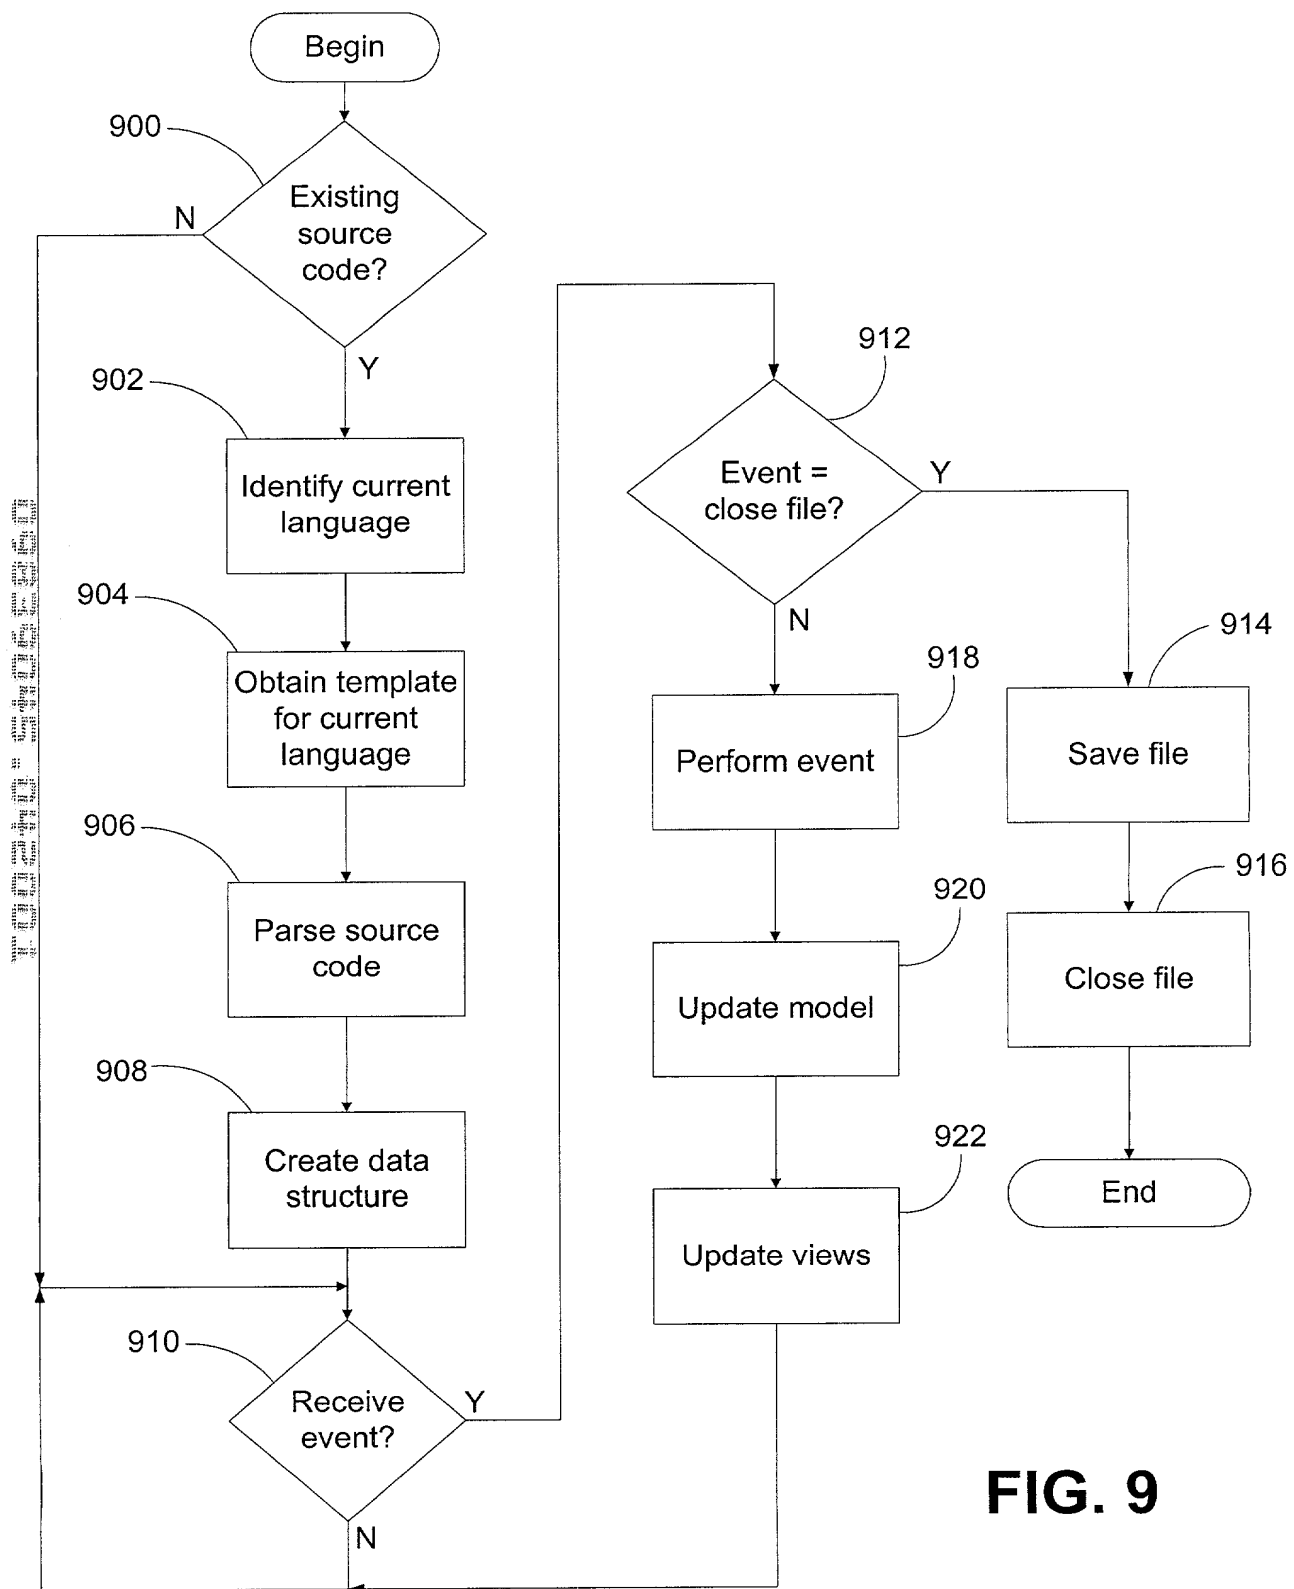 Begin
900
Existing
source
code?
N
Y
902
Identify current
language
904
Obtain template
for current
language
906
Parse source
code
908
Create data
structure
910
Receive
event?
Y
N
912
Event =
close file?
Y
N
914
Save file
916
Close file
End
918
Perform event
920
Update model
922
Update views
FIG. 9